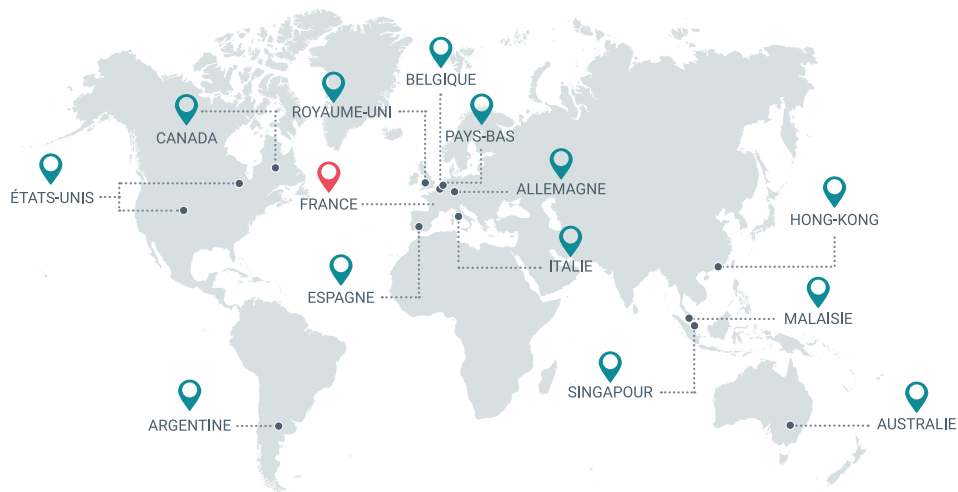 BELGIQUE
ROYAUME-UNI
CANADA
PAYS-BAS
ÉTATS-UNIS
ALLEMAGNE
FRANCE
HONG-KONG
ITALIE
ESPAGNE
MALAISIE
SINGAPOUR
ARGENTINE
AUSTRALIE